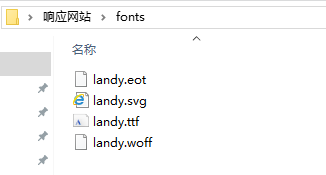 响应网站 > fonts
名称
landy.eot
landy.svg
landy.ttf
landy.woff